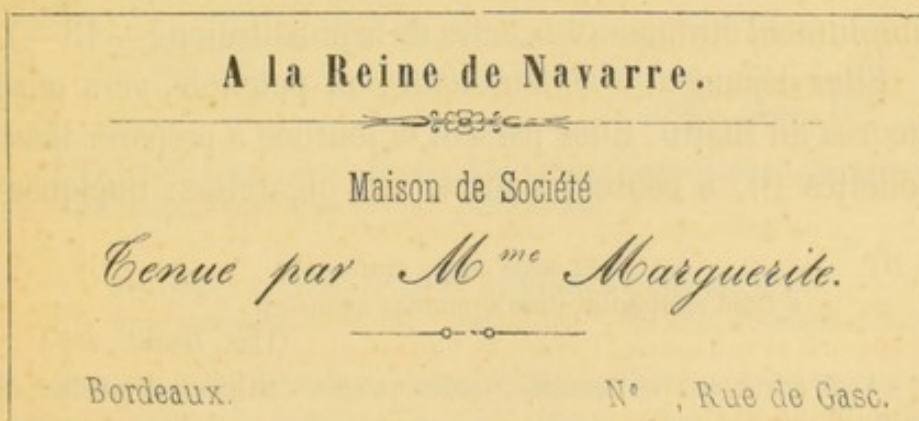 A la Reine de Navarre.
Maison de Société
Tenue par Mme Marguerite.
Bordeaux. N° , Rue de Gasc.